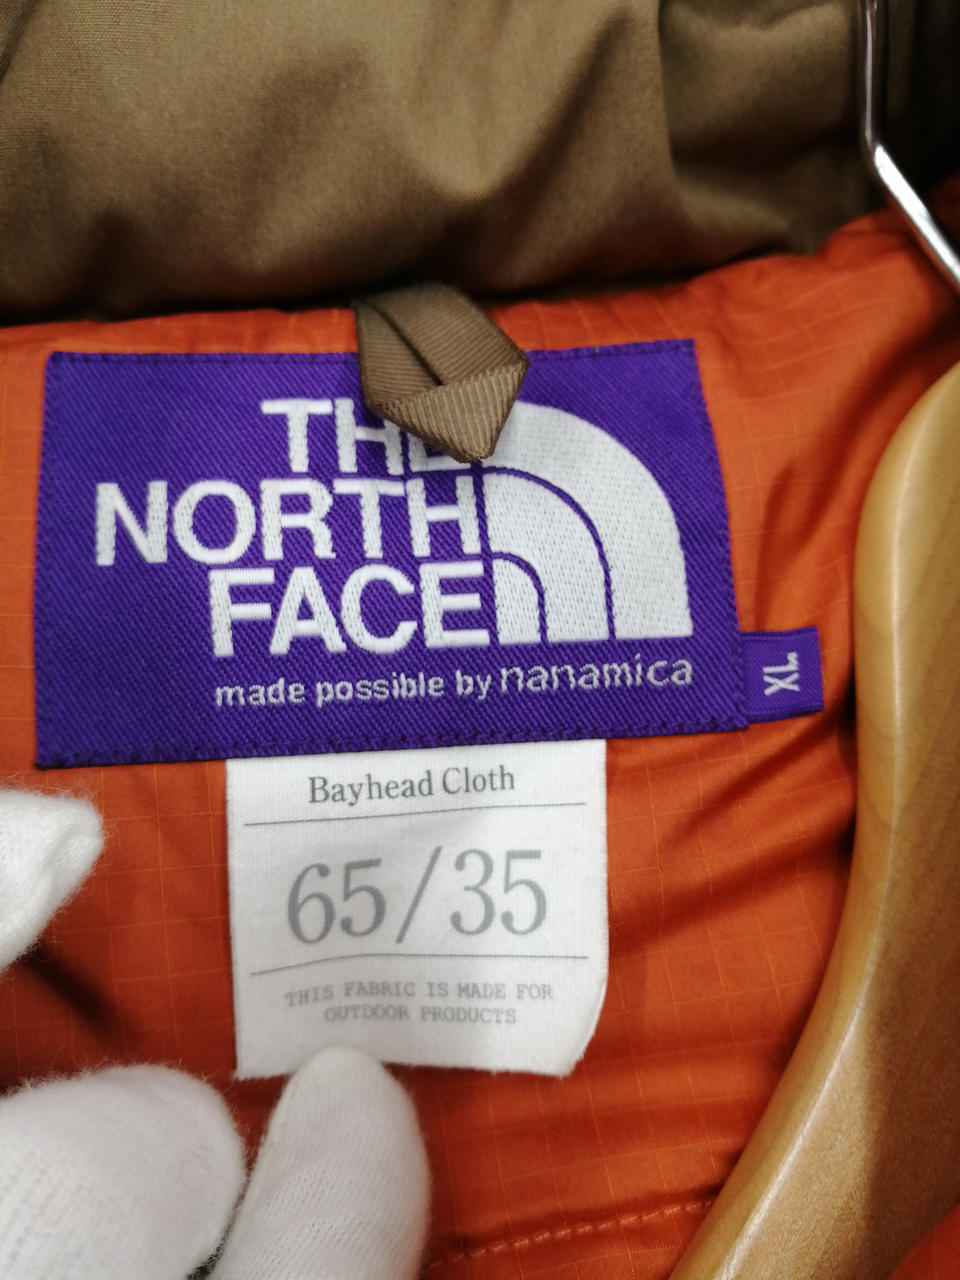 THE
NORTH
FACE
made possible by nanamica
XL
Bayhead Cloth
65/35
THIS FABRIC IS MADE FOR
OUTDOOR PRODUCTS